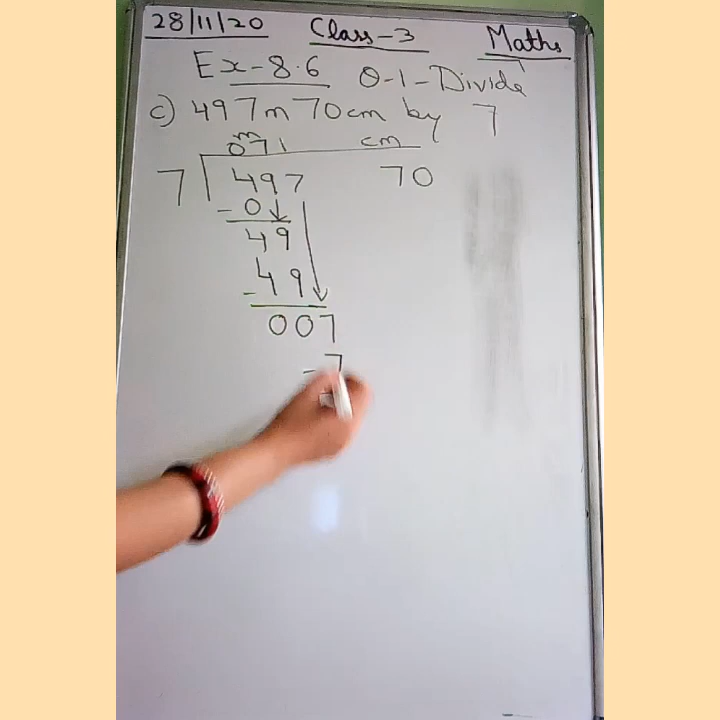 28/11/20 Class-3 Maths
Ex-8.6 Q-1-Divide
c) 497m 70cm by 7
m cm
071
7 497 70
- 0↓
49
- 49
007
- 7